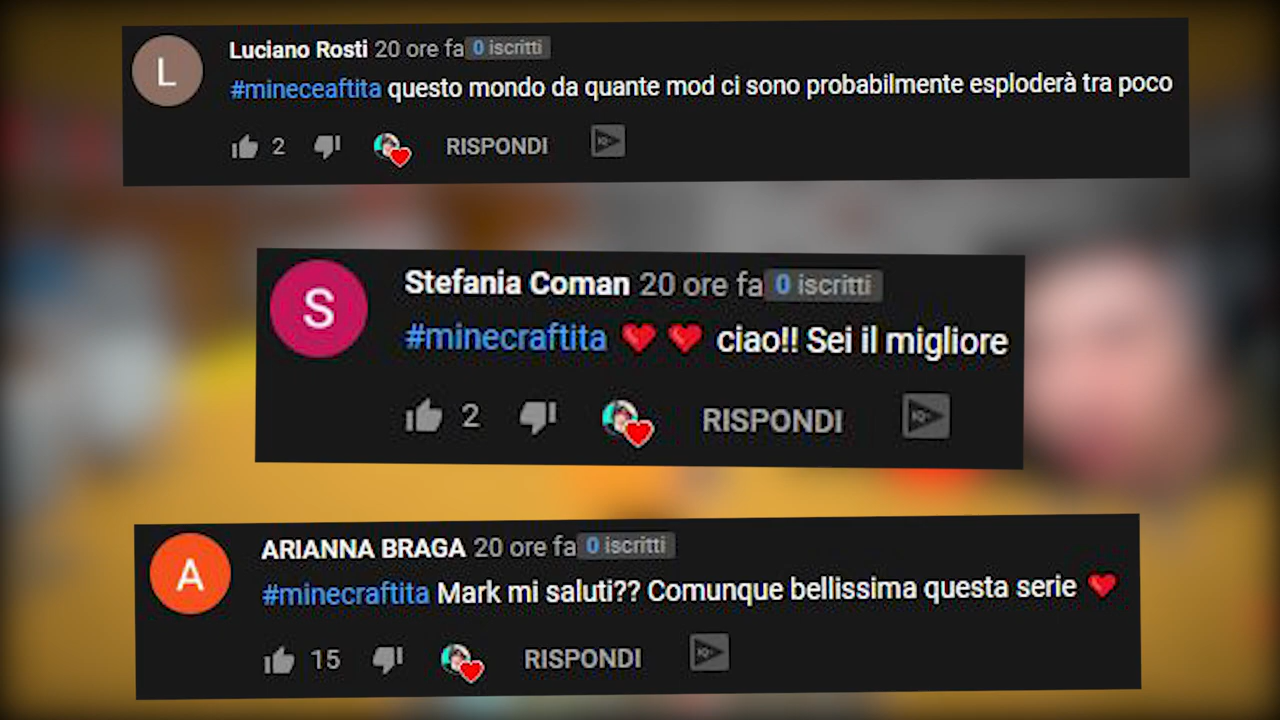 L
Luciano Rosti 20 ore fa 0 iscritti
#mineceaftita questo mondo da quante mod ci sono probabilmente esploderà tra poco
2 RISPONDI
S
Stefania Coman 20 ore fa 0 iscritti
#minecraftita ❤️ ❤️ ciao!! Sei il migliore
2 RISPONDI
A
ARIANNA BRAGA 20 ore fa 0 iscritti
#minecraftita Mark mi saluti?? Comunque bellissima questa serie ❤️
15 RISPONDI